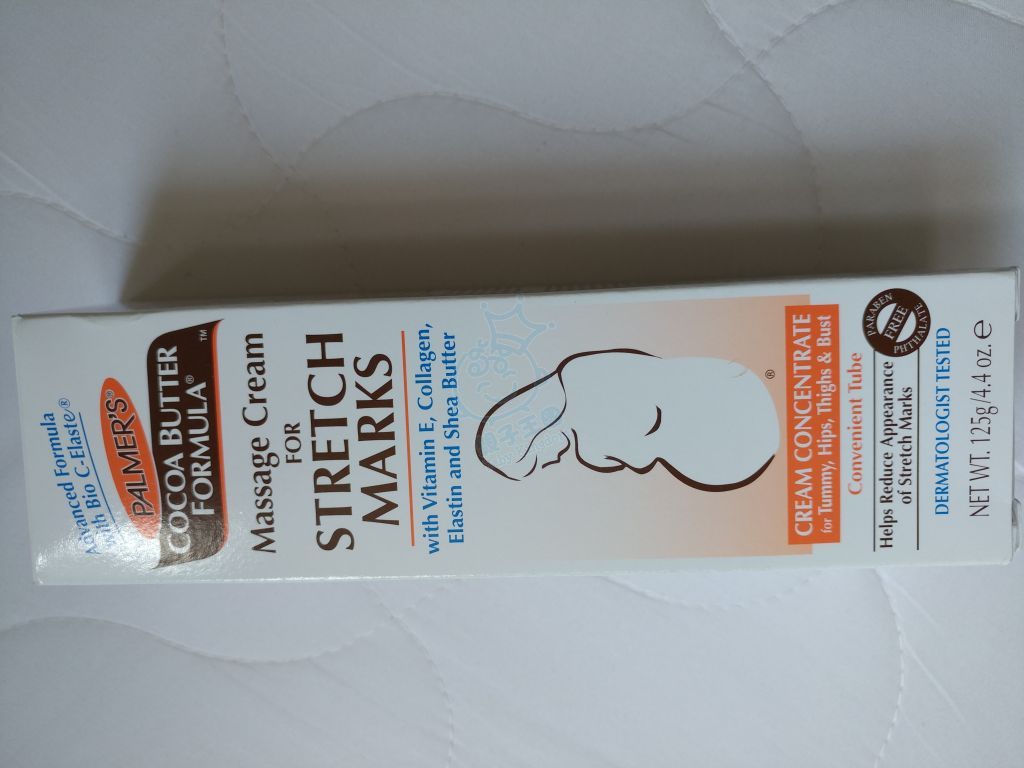 Advanced Formula
with Bio C-Elaste®
PALMER'S®
COCOA BUTTER
FORMULA® ™
Massage Cream
FOR
STRETCH
MARKS
with Vitamin E, Collagen,
Elastin and Shea Butter
®
CREAM CONCENTRATE
for Tummy, Hips, Thighs & Bust
Convenient Tube
Helps Reduce Appearance
of Stretch Marks
PARABEN
FREE
PHTHALATE
DERMATOLOGIST TESTED
NET WT. 125g/4.4 oz. ℮